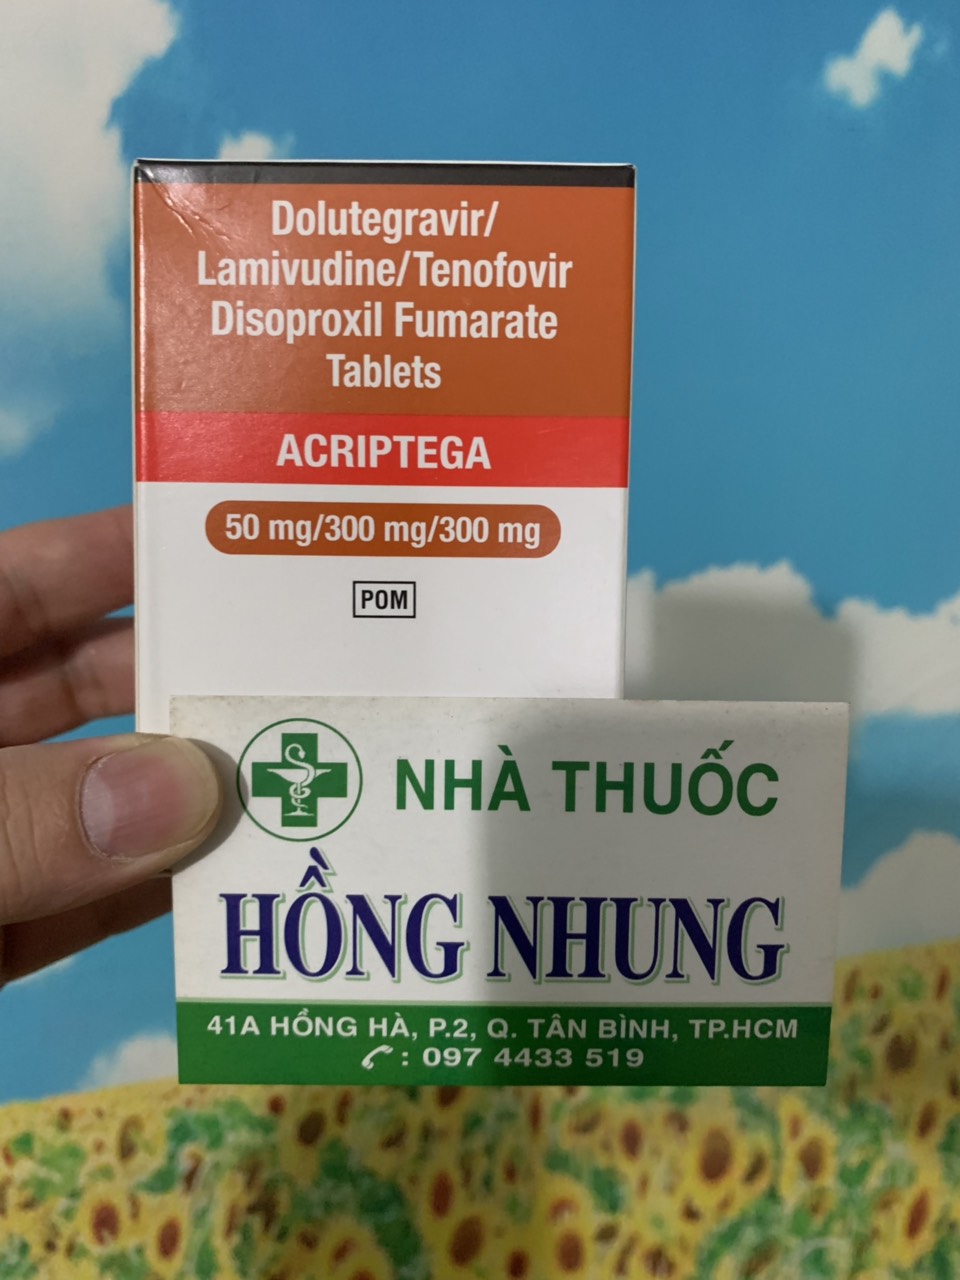 Dolutegravir/
Lamivudine/Tenofovir
Disoproxil Fumarate
Tablets
ACRIPTEGA
50 mg/300 mg/300 mg
POM
NHÀ THUỐC
HỒNG NHUNG
41A HỒNG HÀ, P.2, Q. TÂN BÌNH, TP.HCM
: 097 4433 519